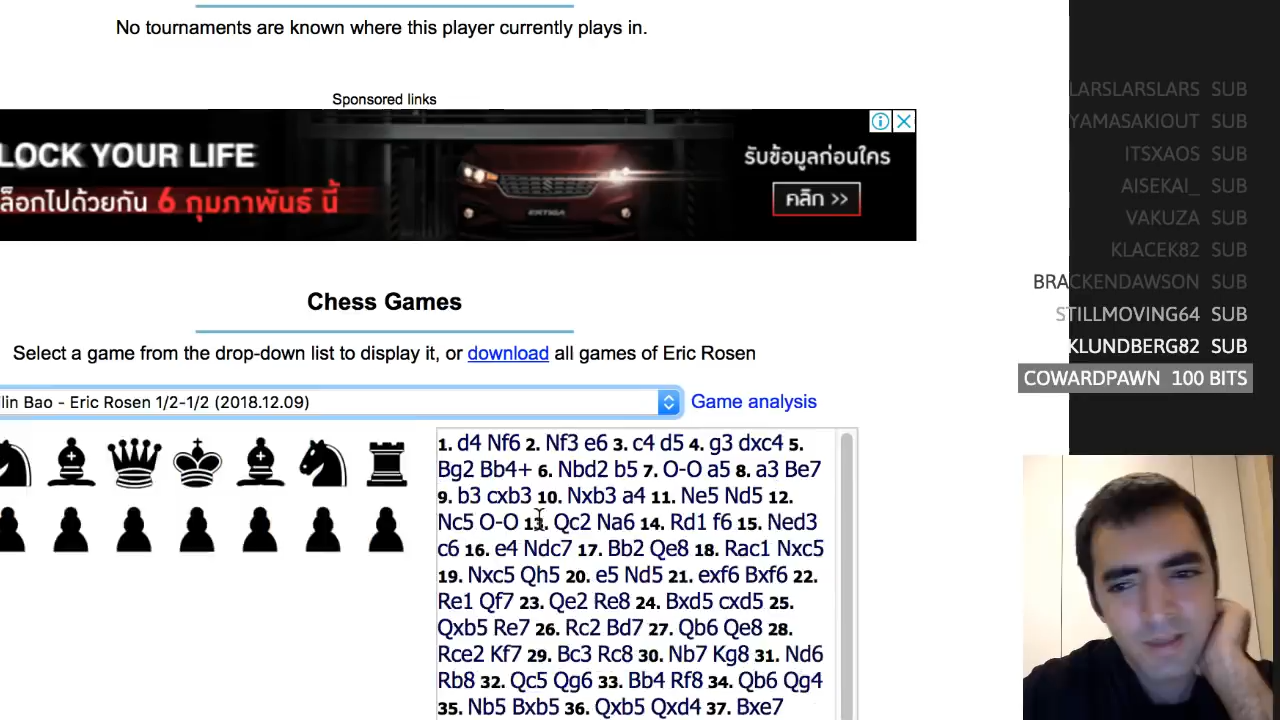 No tournaments are known where this player currently plays in.
Sponsored links
LOCK YOUR LIFE
ล็อกไปด้วยกัน 6 กุมภาพันธ์ นี้
รับข้อมูลก่อนใคร
คลิก >>
ERTIGA
Chess Games
Select a game from the drop-down list to display it, or download all games of Eric Rosen
lin Bao - Eric Rosen 1/2-1/2 (2018.12.09)
Game analysis
1. d4 Nf6 2. Nf3 e6 3. c4 d5 4. g3 dxc4 5.
Bg2 Bb4+ 6. Nbd2 b5 7. O-O a5 8. a3 Be7
9. b3 cxb3 10. Nxb3 a4 11. Ne5 Nd5 12.
Nc5 O-O 13. Qc2 Na6 14. Rd1 f6 15. Ned3
c6 16. e4 Ndc7 17. Bb2 Qe8 18. Rac1 Nxc5
19. Nxc5 Qh5 20. e5 Nd5 21. exf6 Bxf6 22.
Re1 Qf7 23. Qe2 Re8 24. Bxd5 cxd5 25.
Qxb5 Re7 26. Rc2 Bd7 27. Qb6 Qe8 28.
Rce2 Kf7 29. Bc3 Rc8 30. Nb7 Kg8 31. Nd6
Rb8 32. Qc5 Qg6 33. Bb4 Rf8 34. Qb6 Qg4
35. Nb5 Bxb5 36. Qxb5 Qxd4 37. Bxe7
LARSLARSLARS SUB
YAMASAKIOUT SUB
ITSXAOS SUB
AISEKAI_ SUB
VAKUZA SUB
KLACEK82 SUB
BRACKENDAWSON SUB
STILLMOVING64 SUB
KLUNDBERG82 SUB
COWARDPAWN 100 BITS